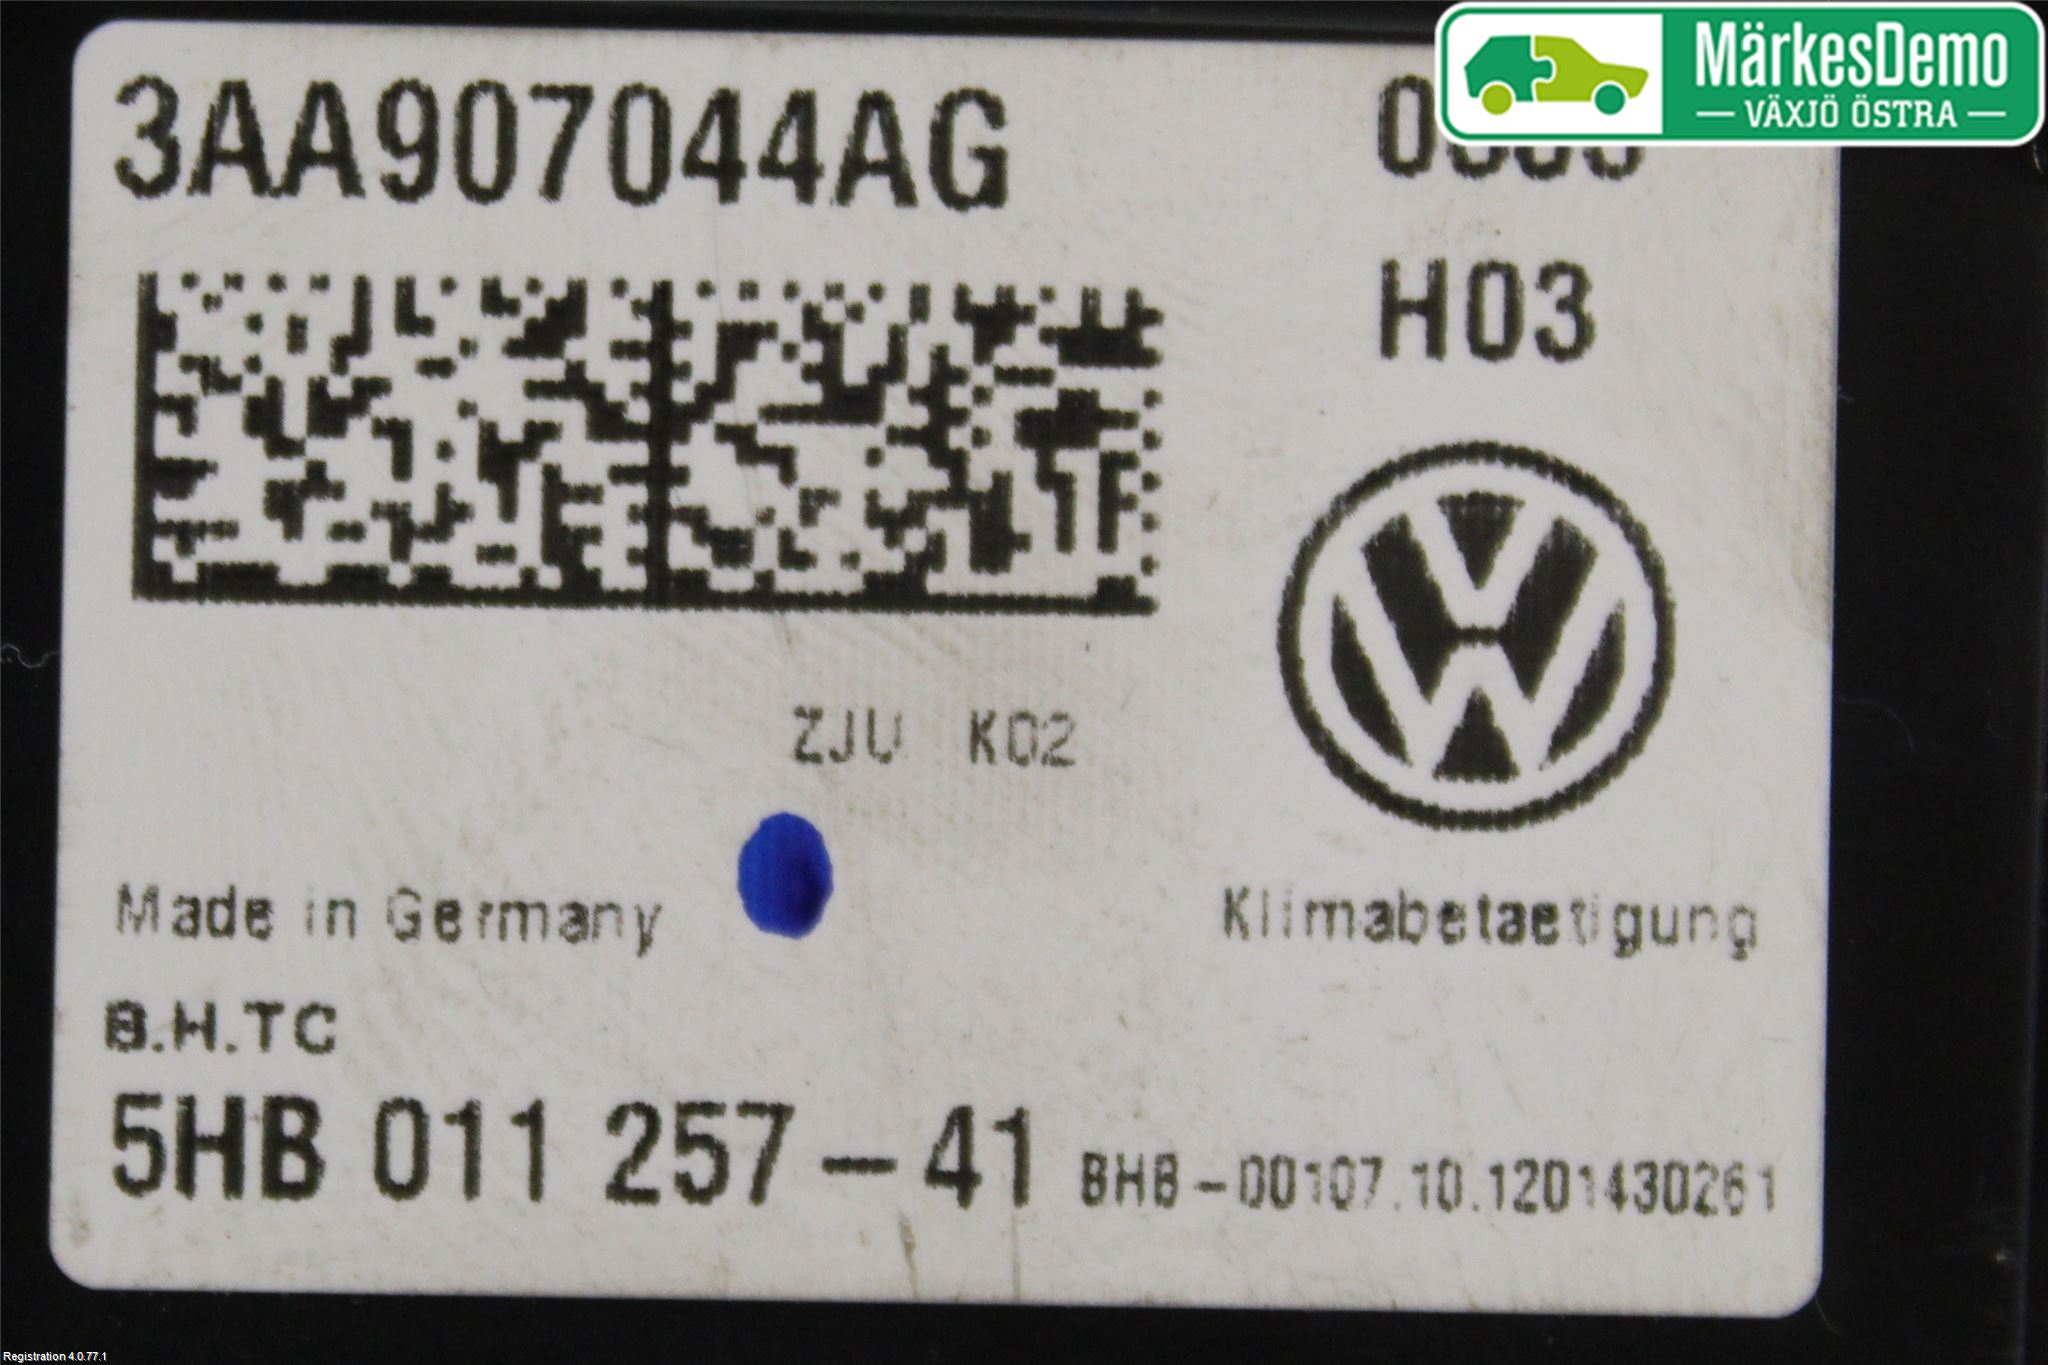 3AA907044AG
H03
MärkesDemo
VÄXJÖ ÖSTRA
ZJU K02
Made in Germany
Klimabetaetigung
B.H.TC
5HB 011 257-41 BHB-00107.10.1201430261
Registration 4.0.77.1